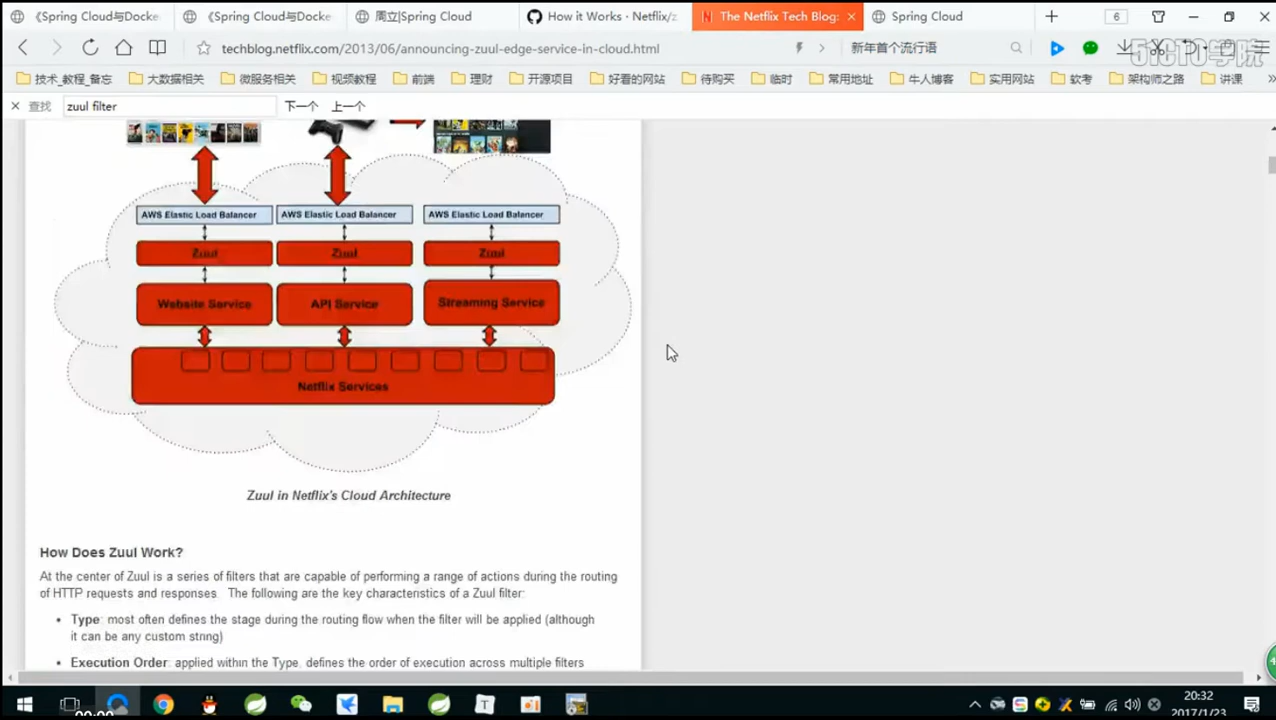 《Spring Cloud与Docke
《Spring Cloud与Docke
周立|Spring Cloud
How it Works · Netflix/z
The Netflix Tech Blog:
Spring Cloud
6
techblog.netflix.com/2013/06/announcing-zuul-edge-service-in-cloud.html
新年首个流行语
51CTO学院
技术_教程_备忘
大数据相关
微服务相关
视频教程
前端
理财
开源项目
好看的网站
待购买
临时
常用地址
牛人博客
实用网站
软考
架构师之路
讲课
查找
zuul filter
下一个
上一个
AWS Elastic Load Balancer
AWS Elastic Load Balancer
AWS Elastic Load Balancer
Zuul
Zuul
Zuul
Website Service
API Service
Streaming Service
Netflix Services
Zuul in Netflix's Cloud Architecture
How Does Zuul Work?
At the center of Zuul is a series of filters that are capable of performing a range of actions during the routing
of HTTP requests and responses. The following are the key characteristics of a Zuul filter:
Type: most often defines the stage during the routing flow when the filter will be applied (although
it can be any custom string)
Execution Order: applied within the Type, defines the order of execution across multiple filters
00:00
20:32
2017/1/23